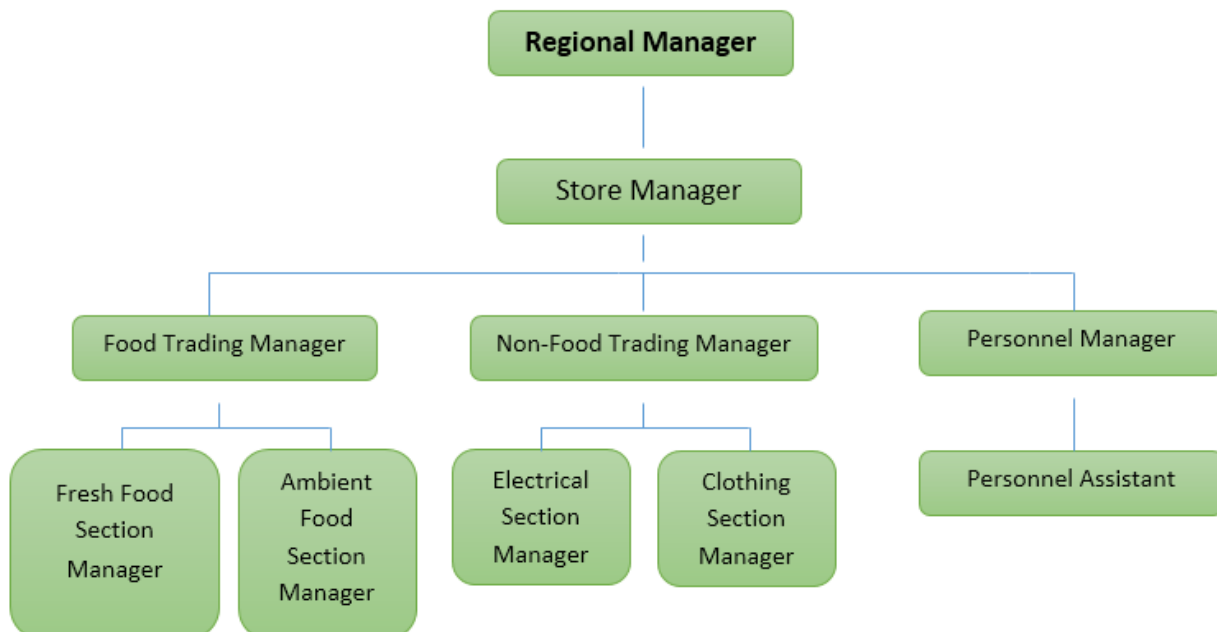 Regional Manager
Store Manager
Food Trading Manager
Non-Food Trading Manager
Personnel Manager
Fresh Food
Section
Manager
Ambient
Food
Section
Manager
Electrical
Section
Manager
Clothing
Section
Manager
Personnel Assistant